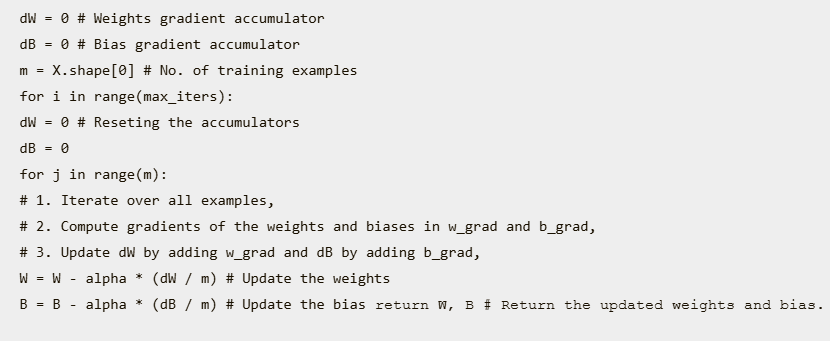 dW = 0 # Weights gradient accumulator
dB = 0 # Bias gradient accumulator
m = X.shape[0] # No. of training examples
for i in range(max_iters):
dW = 0 # Reseting the accumulators
dB = 0
for j in range(m):
# 1. Iterate over all examples,
# 2. Compute gradients of the weights and biases in w_grad and b_grad,
# 3. Update dW by adding w_grad and dB by adding b_grad,
W = W - alpha * (dW / m) # Update the weights
B = B - alpha * (dB / m) # Update the bias return W, B # Return the updated weights and bias.